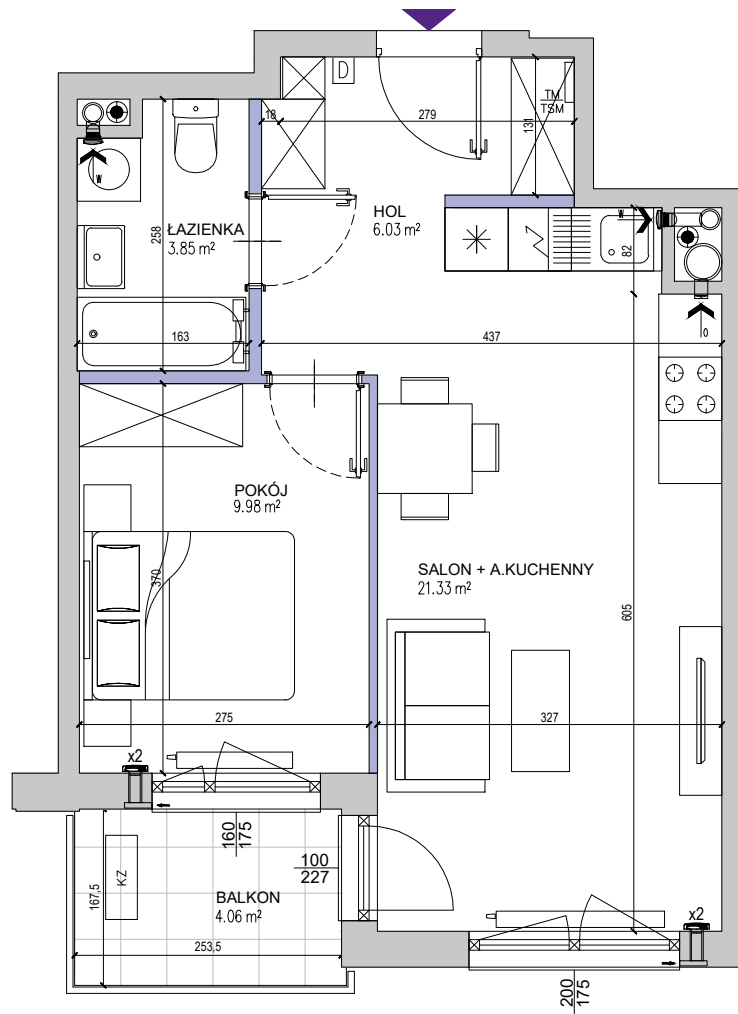 D
TM
TSM
18
279
131
HOL
6.03 m²
W
ŁAZIENKA
3.85 m²
258
W
82
163
437
0
POKÓJ
9.98 m²
370
SALON + A.KUCHENNY
21.33 m²
605
275
327
x2
160
175
100
227
KZ
BALKON
4.06 m²
167,5
253,5
x2
200
175